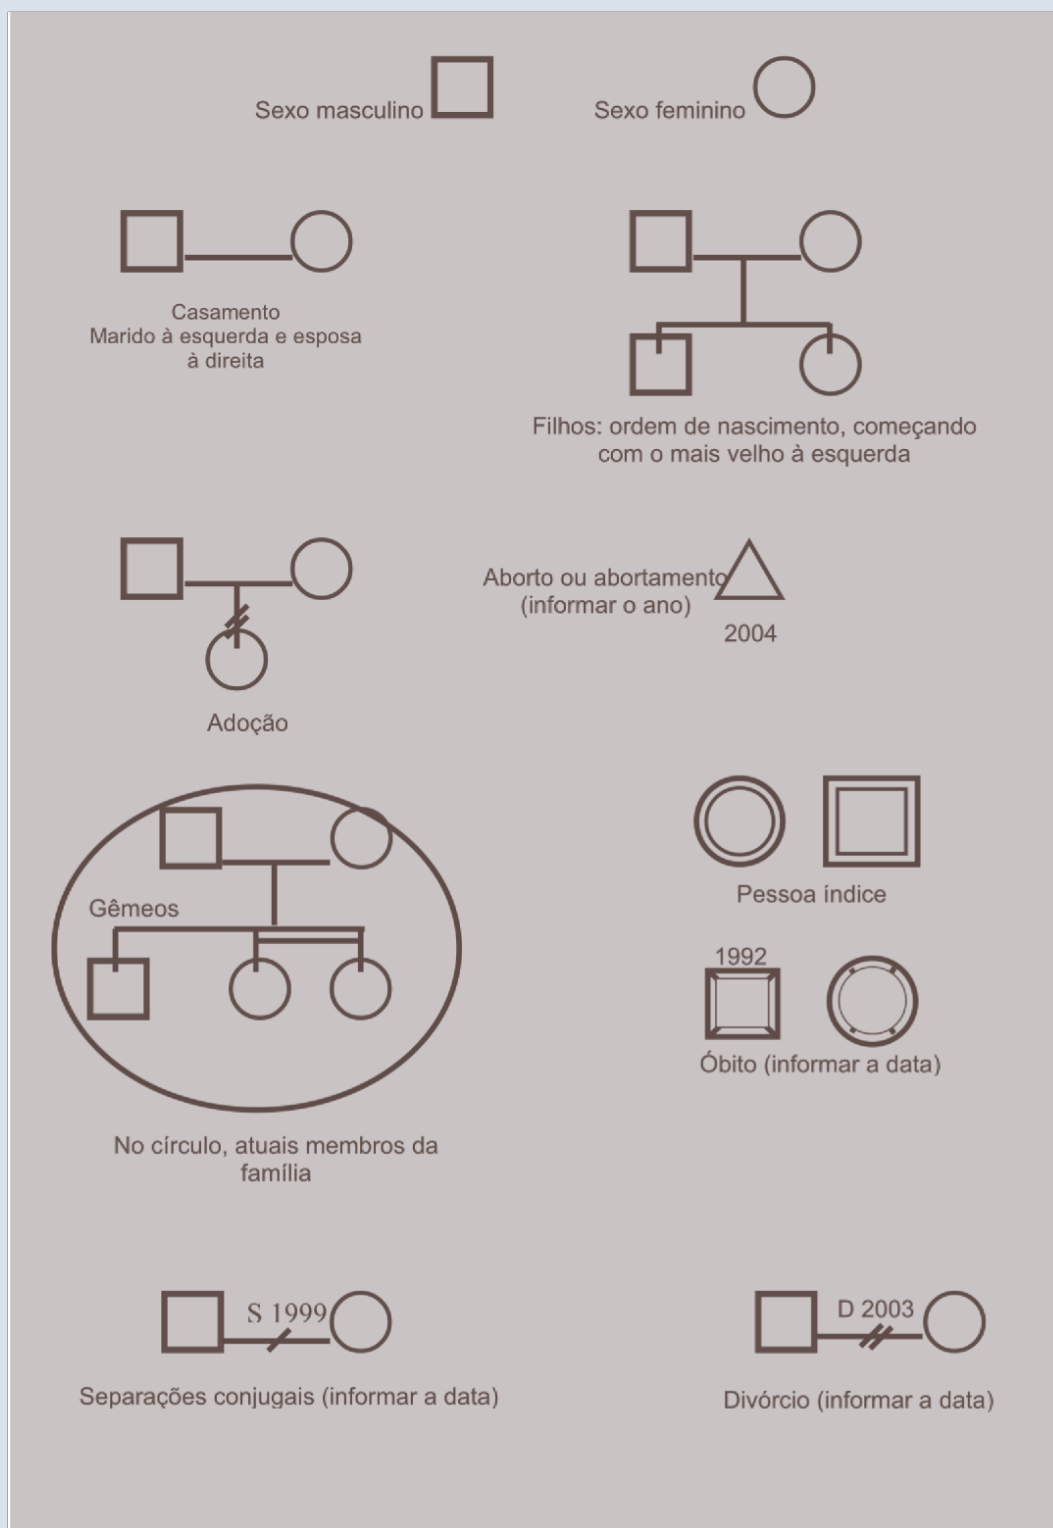 Sexo masculino
Sexo feminino
Casamento
Marido à esquerda e esposa
à direita
Filhos: ordem de nascimento, começando
com o mais velho à esquerda
Adoção
Aborto ou abortamento
(informar o ano)
2004
Gêmeos
No círculo, atuais membros da
família
Pessoa índice
1992
Óbito (informar a data)
S 1999
Separações conjugais (informar a data)
D 2003
Divórcio (informar a data)